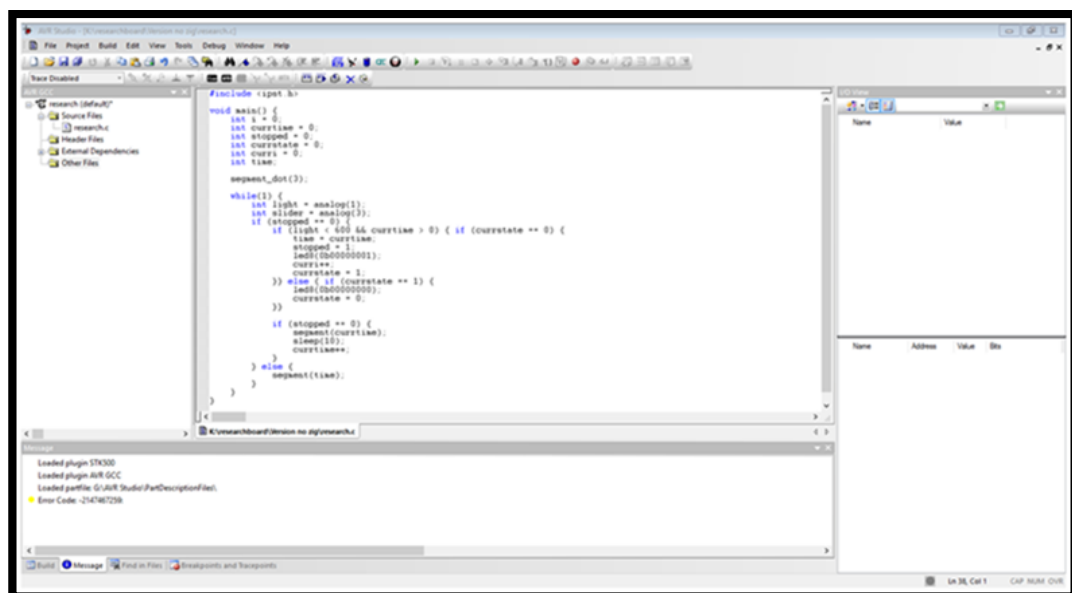 AVR Studio - [K:\researchboard\Version no zig\research.c]
File Project Build Edit View Tools Debug Window Help
Trace Disabled
AVR GCC
research (default)*
Source Files
research.c
Header Files
External Dependencies
Other Files
#include <ipst.h>
void main() {
int i = 0;
int currtime = 0;
int stopped = 0;
int currstate = 0;
int curri = 0;
int time;
segment_dot(3);
while(1) {
int light = analog(1);
int slider = analog(3);
if (stopped == 0) {
if (light < 600 && currtime > 0) { if (currstate == 0) {
time = currtime;
stopped = 1;
led8(0b00000001);
curri++;
currstate = 1;
}} else { if (currstate == 1) {
led8(0b00000000);
currstate = 0;
}}
if (stopped == 0) {
segment(currtime);
sleep(10);
currtime++;
}
} else {
segment(time);
}
}
}
K:\researchboard\Version no zig\research.c
I/O View
Name Value
Name Address Value Bits
Message
Loaded plugin STK500
Loaded plugin AVR GCC
Loaded partfile: G:\AVR Studio\PartDescriptionFiles\
Error Code: -2147467259:
Build Message Find in Files Breakpoints and Tracepoints
Ln 38, Col 1 CAP NUM OVR